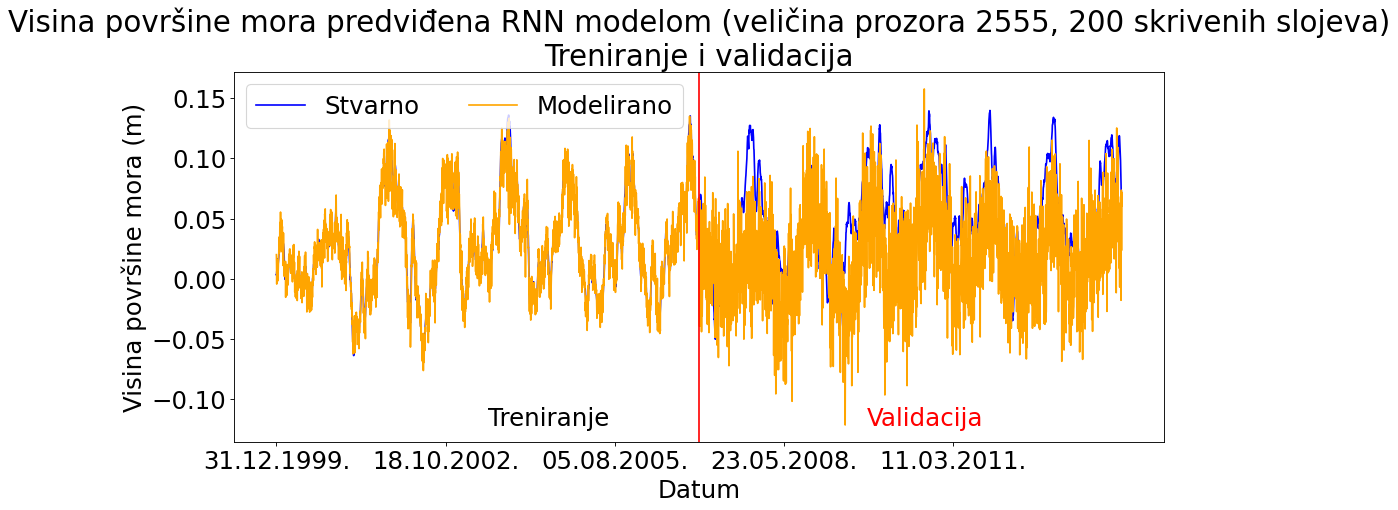 Visina površine mora predviđena RNN modelom (veličina prozora 2555, 200 skrivenih slojeva)
Treniranje i validacija
Stvarno
Modelirano
Visina površine mora (m)
0.15
0.10
0.05
0.00
−0.05
−0.10
Treniranje
Validacija
31.12.1999.
18.10.2002.
05.08.2005.
23.05.2008.
11.03.2011.
Datum